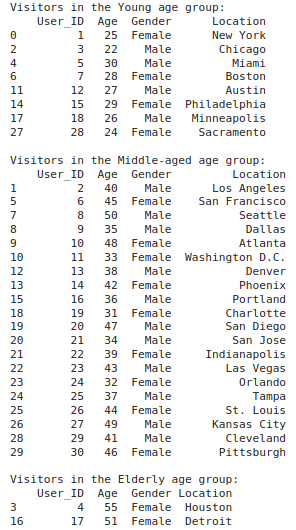 Visitors in the Young age group:
User_ID Age Gender Location
0 1 25 Female New York
2 3 22 Male Chicago
4 5 30 Male Miami
6 7 28 Female Boston
11 12 27 Male Austin
14 15 29 Female Philadelphia
17 18 26 Male Minneapolis
27 28 24 Female Sacramento

Visitors in the Middle-aged age group:
User_ID Age Gender Location
1 2 40 Male Los Angeles
5 6 45 Female San Francisco
7 8 50 Male Seattle
8 9 35 Male Dallas
9 10 48 Female Atlanta
10 11 33 Female Washington D.C.
12 13 38 Male Denver
13 14 42 Female Phoenix
15 16 36 Male Portland
18 19 31 Female Charlotte
19 20 47 Male San Diego
20 21 34 Male San Jose
21 22 39 Female Indianapolis
22 23 43 Male Las Vegas
23 24 32 Female Orlando
24 25 37 Male Tampa
25 26 44 Female St. Louis
26 27 49 Male Kansas City
28 29 41 Male Cleveland
29 30 46 Female Pittsburgh

Visitors in the Elderly age group:
User_ID Age Gender Location
3 4 55 Female Houston
16 17 51 Female Detroit